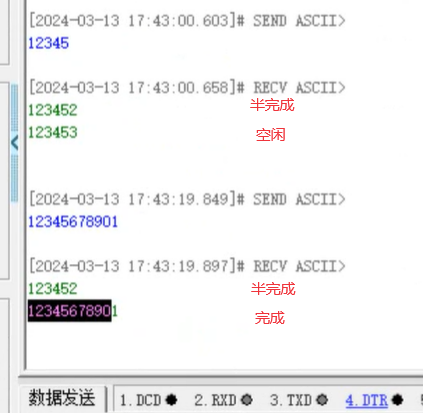 [2024-03-13 17:43:00.603]# SEND ASCII>
12345
[2024-03-13 17:43:00.658]# RECV ASCII>
123452 半完成
123453 空闲
[2024-03-13 17:43:19.849]# SEND ASCII>
12345678901
[2024-03-13 17:43:19.897]# RECV ASCII>
123452 半完成
12345678901 完成
数据发送 1.DCD 2.RXD 3.TXD 4.DTR